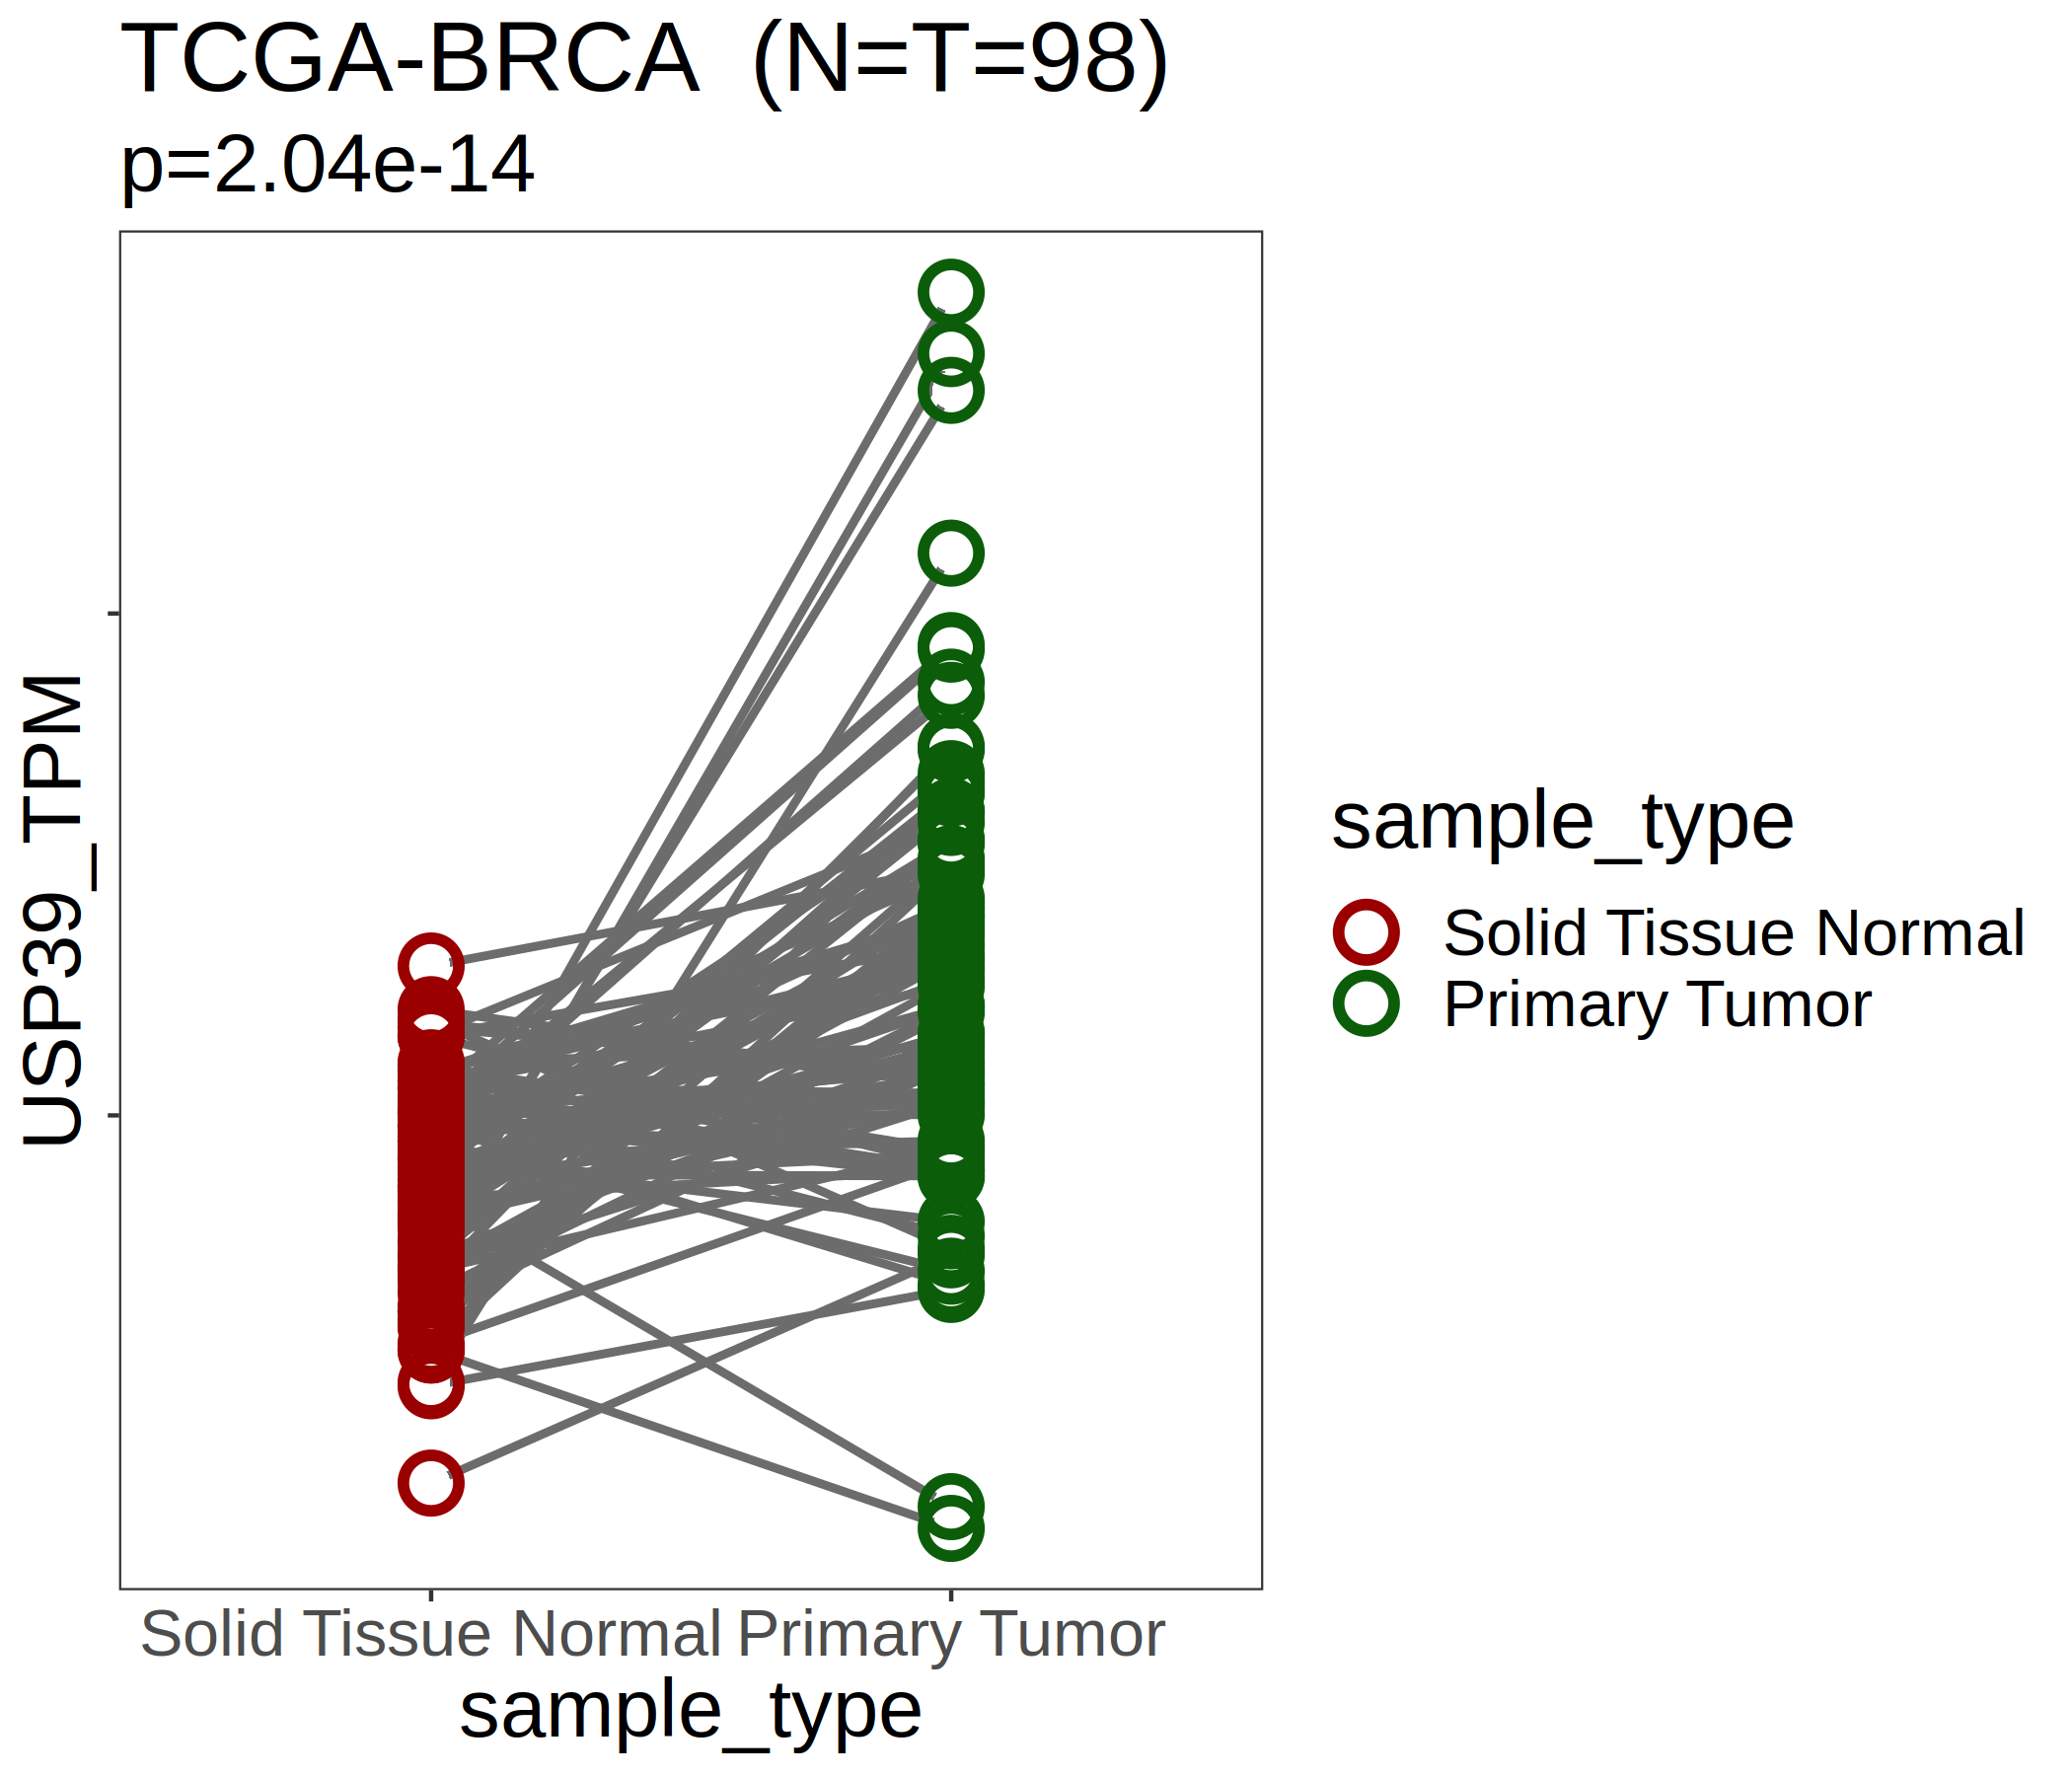 TCGA-BRCA  (N=T=98)
p=2.04e-14
USP39_TPM
Solid Tissue Normal
Primary Tumor
sample_type
sample_type
Solid Tissue Normal
Primary Tumor